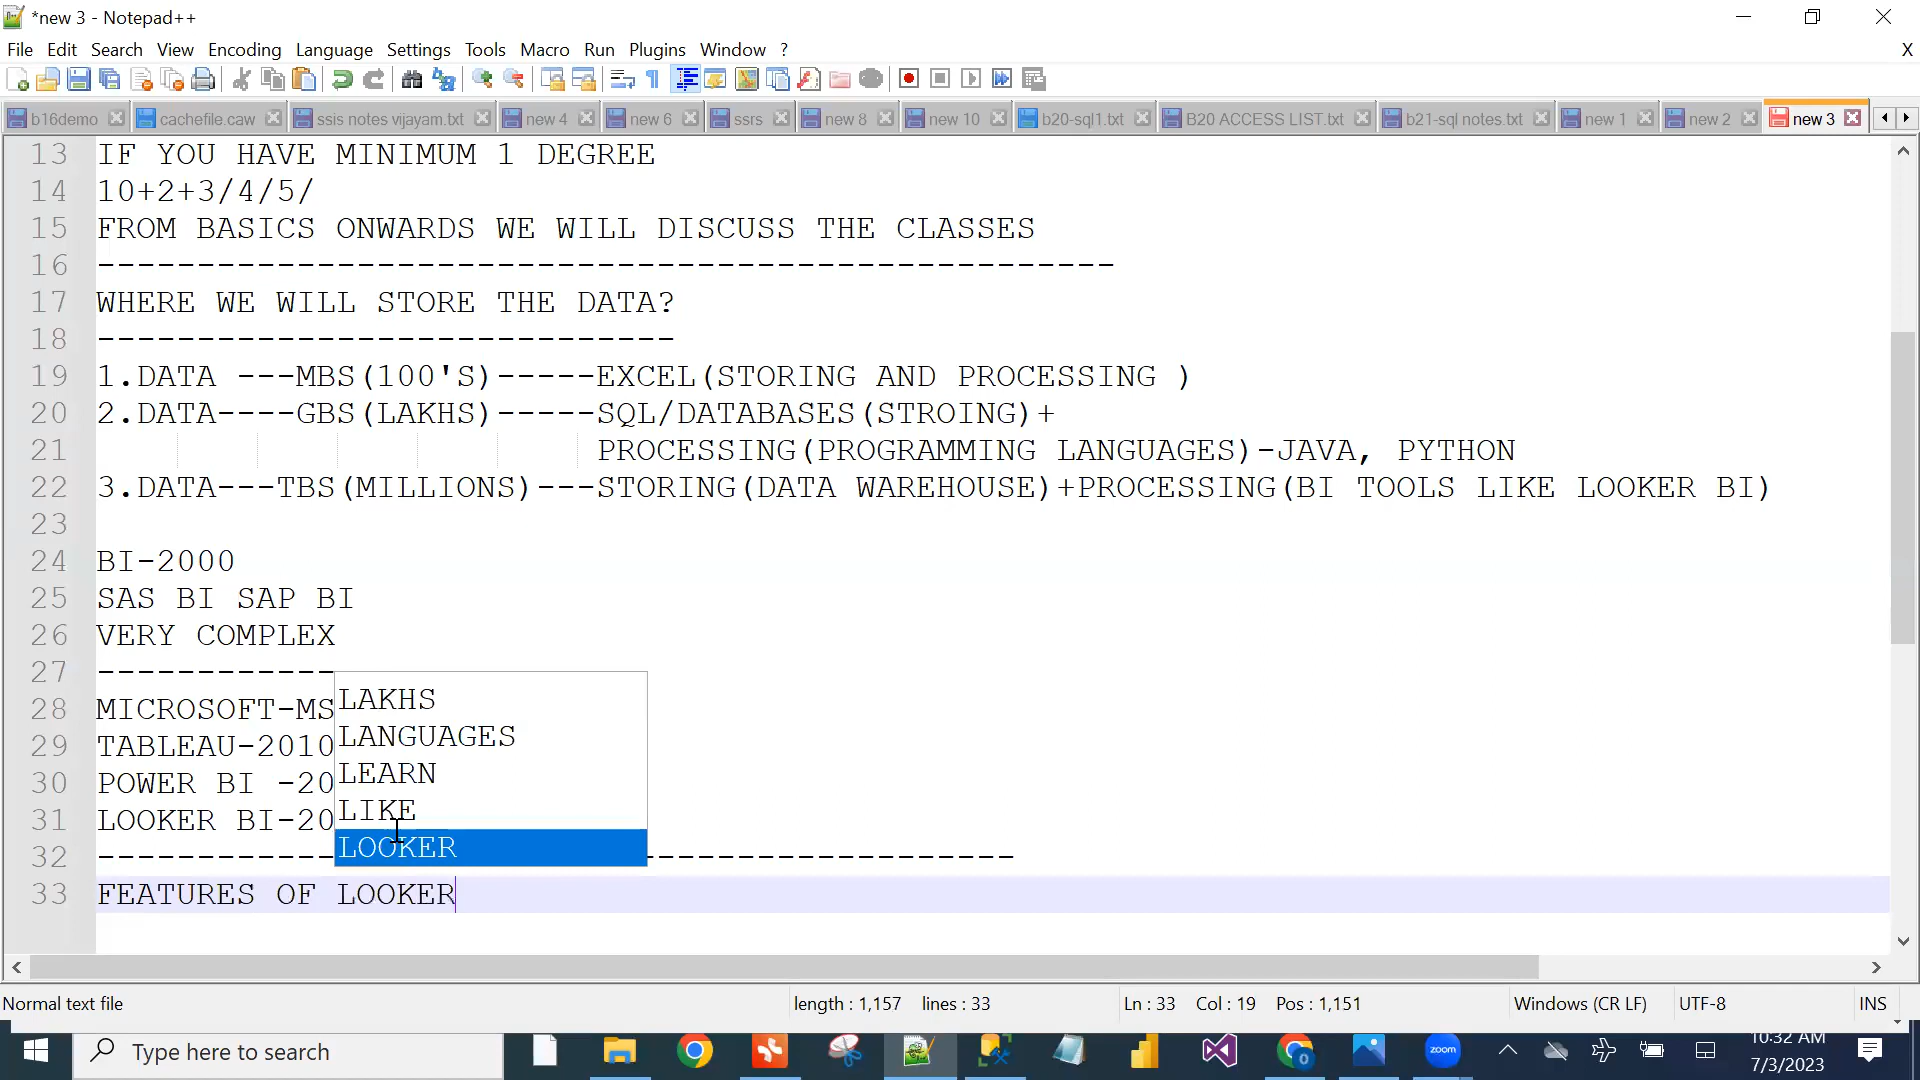 *new 3 - Notepad++
File Edit Search View Encoding Language Settings Tools Macro Run Plugins Window ? X
b16demo cachefile.caw ssis notes vijayam.txt new 4 new 6 ssrs new 8 new 10 b20-sql1.txt B20 ACCESS LIST.txt b21-sql notes.txt new 1 new 2 new 3
13 IF YOU HAVE MINIMUM 1 DEGREE
14 10+2+3/4/5/
15 FROM BASICS ONWARDS WE WILL DISCUSS THE CLASSES
16 ---------------------------------------------------
17 WHERE WE WILL STORE THE DATA?
18 -----------------------------
19 1.DATA ---MBS(100'S)-----EXCEL(STORING AND PROCESSING )
20 2.DATA----GBS(LAKHS)-----SQL/DATABASES(STROING)+
21 PROCESSING(PROGRAMMING LANGUAGES)-JAVA, PYTHON
22 3.DATA---TBS(MILLIONS)---STORING(DATA WAREHOUSE)+PROCESSING(BI TOOLS LIKE LOOKER BI)
23
24 BI-2000
25 SAS BI SAP BI
26 VERY COMPLEX
27 ------------
28 MICROSOFT-MS
29 TABLEAU-2010
30 POWER BI -20
31 LOOKER BI-20
LAKHS
LANGUAGES
LEARN
LIKE
LOOKER
32 ------------ -------------------
33 FEATURES OF LOOKER
Normal text file length : 1,157 lines : 33 Ln : 33 Col : 19 Pos : 1,151 Windows (CR LF) UTF-8 INS
Type here to search
zoom
10:32 AM
7/3/2023